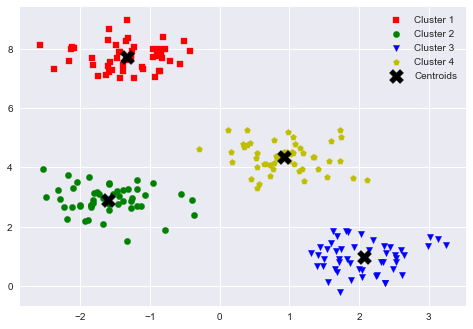 Cluster 1
Cluster 2
Cluster 3
Cluster 4
Centroids
8
6
4
2
0
−2
−1
0
1
2
3